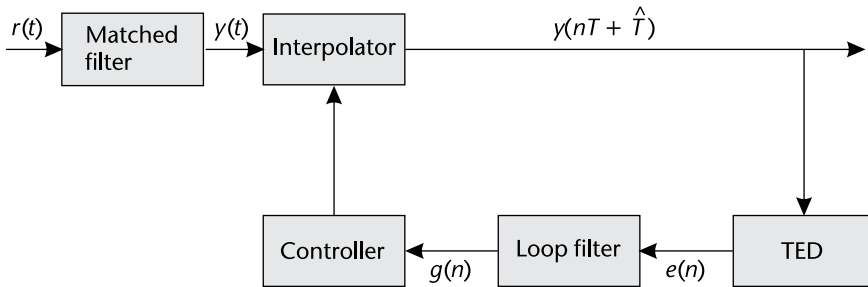 r(t)
Matched
filter
y(t)
Interpolator
y(nT + T̂)
Controller
g(n)
Loop filter
e(n)
TED